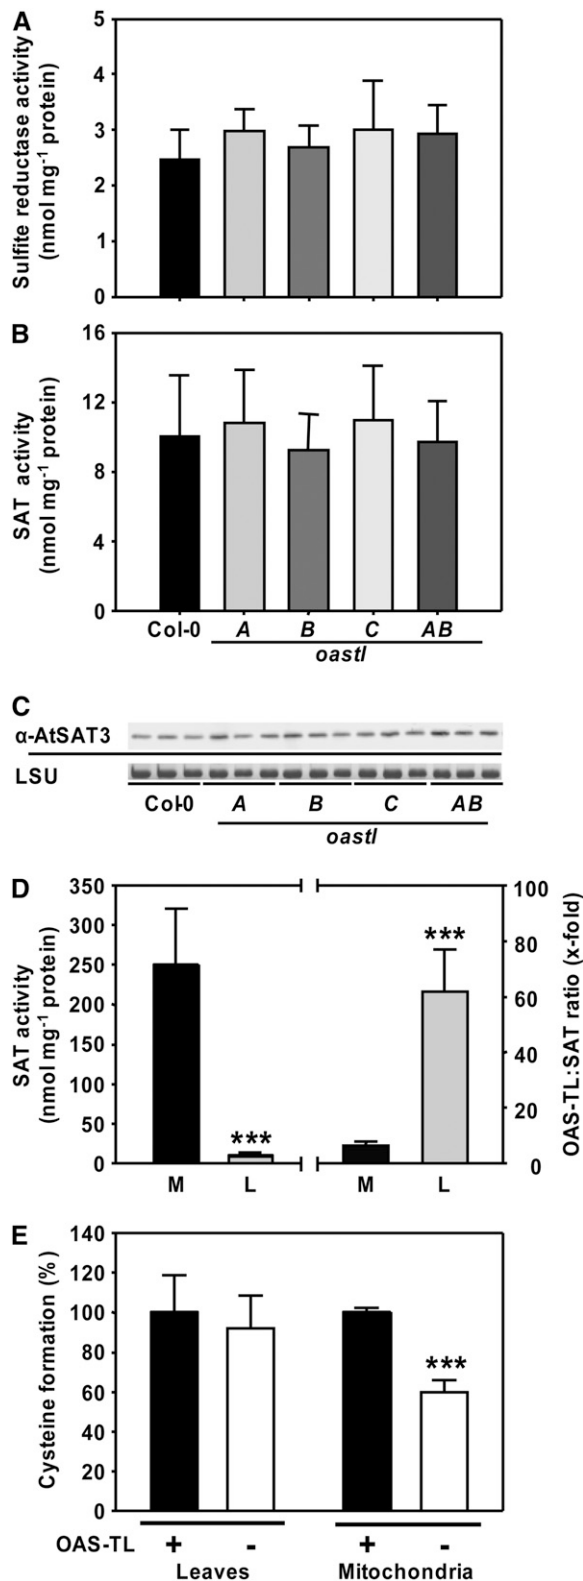 A
Sulfite reductase activity
(nmol mg⁻¹ protein)
5
4
3
2
1
0
B
SAT activity
(nmol mg⁻¹ protein)
16
12
8
4
0
Col-0 A B C AB
oastl
C
α-AtSAT3
LSU
Col-0 A B C AB
oastl
D
SAT activity
(nmol mg⁻¹ protein)
350
300
250
200
150
100
50
0
***
***
100
80
60
40
20
0
OAS-TL:SAT ratio (x-fold)
M L M L
E
Cysteine formation (%)
140
120
100
80
60
40
20
0
***
OAS-TL + - + -
Leaves Mitochondria